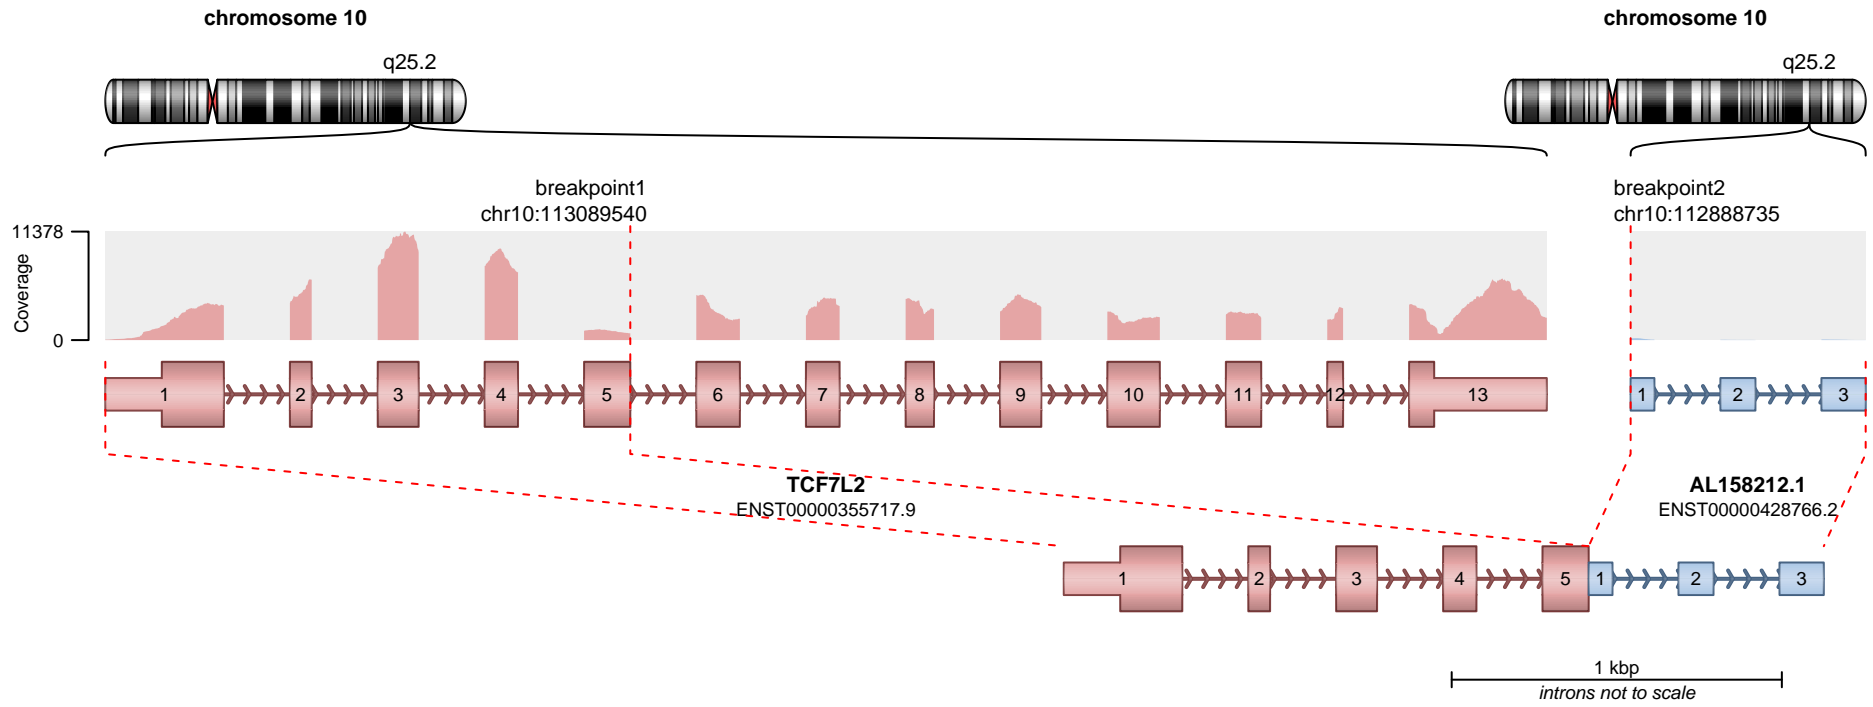 chromosome 10
chromosome 10
q25.2
q25.2
breakpoint1
chr10:113089540
breakpoint2
chr10:112888735
11378
Coverage
0
1 2 3 4 5 6 7 8 9 10 11 12 13
1 2 3
TCF7L2
ENST00000355717.9
AL158212.1
ENST00000428766.2
1 2 3 4 5 1 2 3
1 kbp
introns not to scale